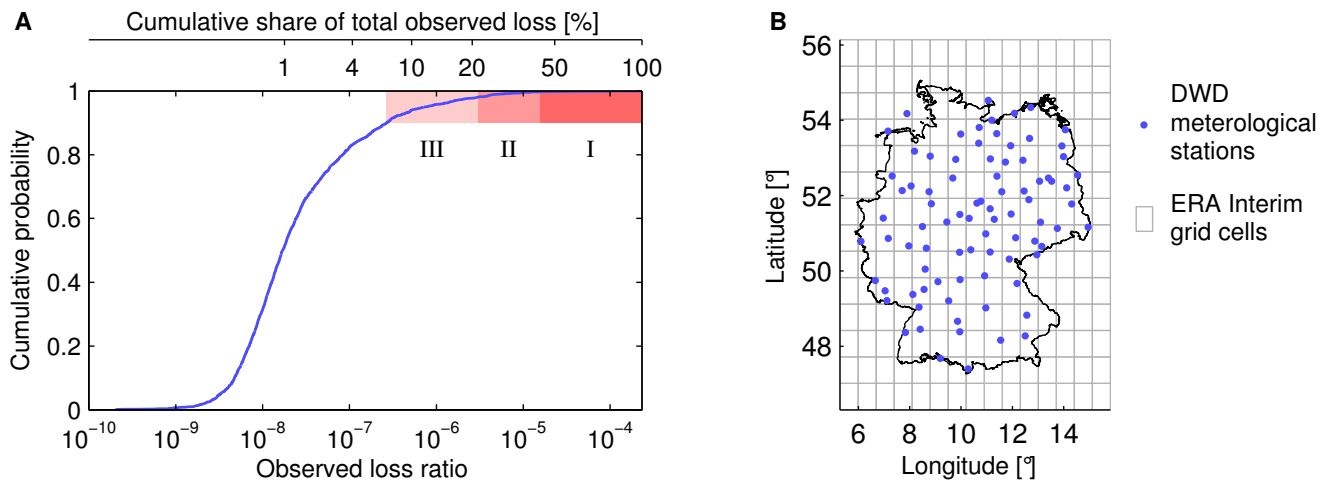 A
Cumulative share of total observed loss [%]
1 4 10 20 50 100
1
0.8
0.6
0.4
0.2
0
Cumulative probability
III II I
10⁻¹⁰ 10⁻⁹ 10⁻⁸ 10⁻⁷ 10⁻⁶ 10⁻⁵ 10⁻⁴
Observed loss ratio
B
56
54
52
50
48
Latitude [°]
6 8 10 12 14
Longitude [°]
DWD
meterological
stations
ERA Interim
grid cells